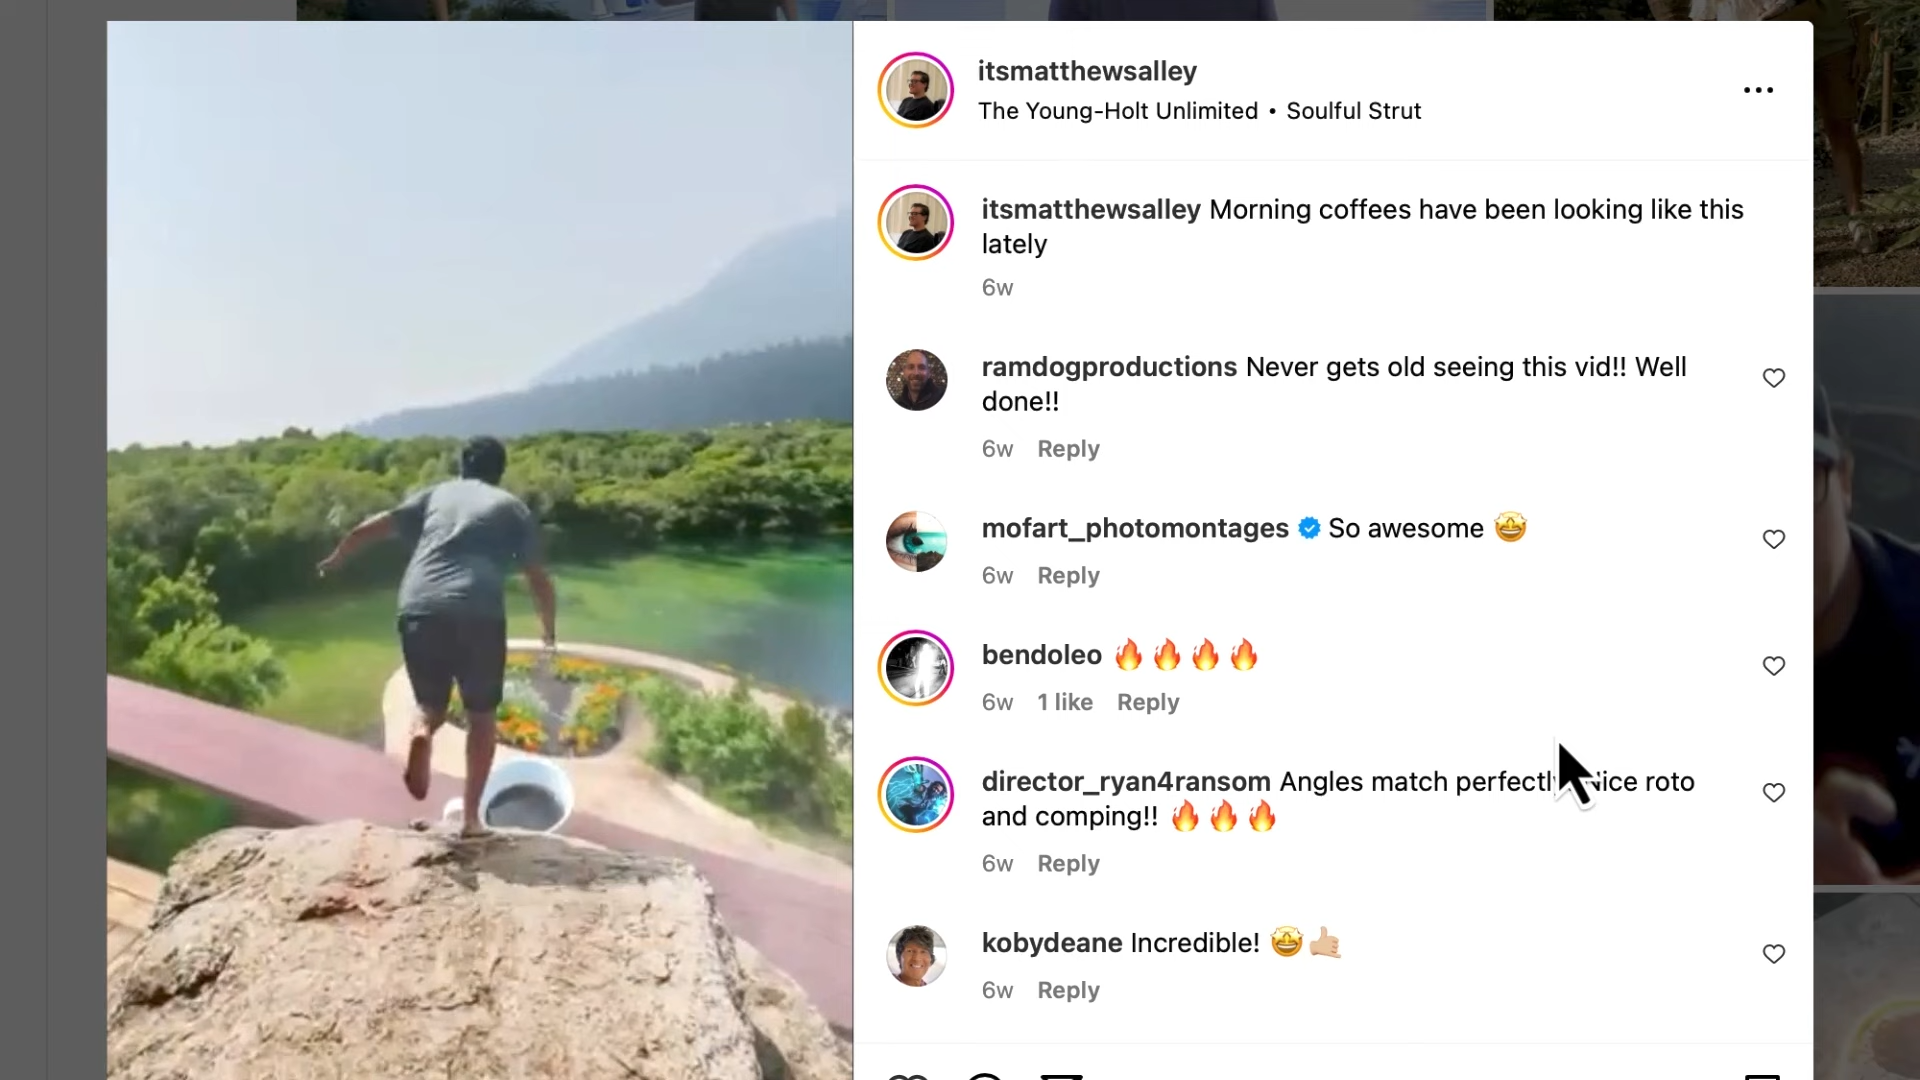 itsmatthewsalley
The Young-Holt Unlimited • Soulful Strut
itsmatthewsalley Morning coffees have been looking like this
lately
6w
ramdogproductions Never gets old seeing this vid!! Well
done!!
6w Reply
mofart_photomontages So awesome 🤩
6w Reply
bendoleo 🔥🔥🔥🔥
6w 1 like Reply
director_ryan4ransom Angles match perfectly Nice roto
and comping!! 🔥🔥🔥
6w Reply
kobydeane Incredible! 🤩🤙🏼
6w Reply